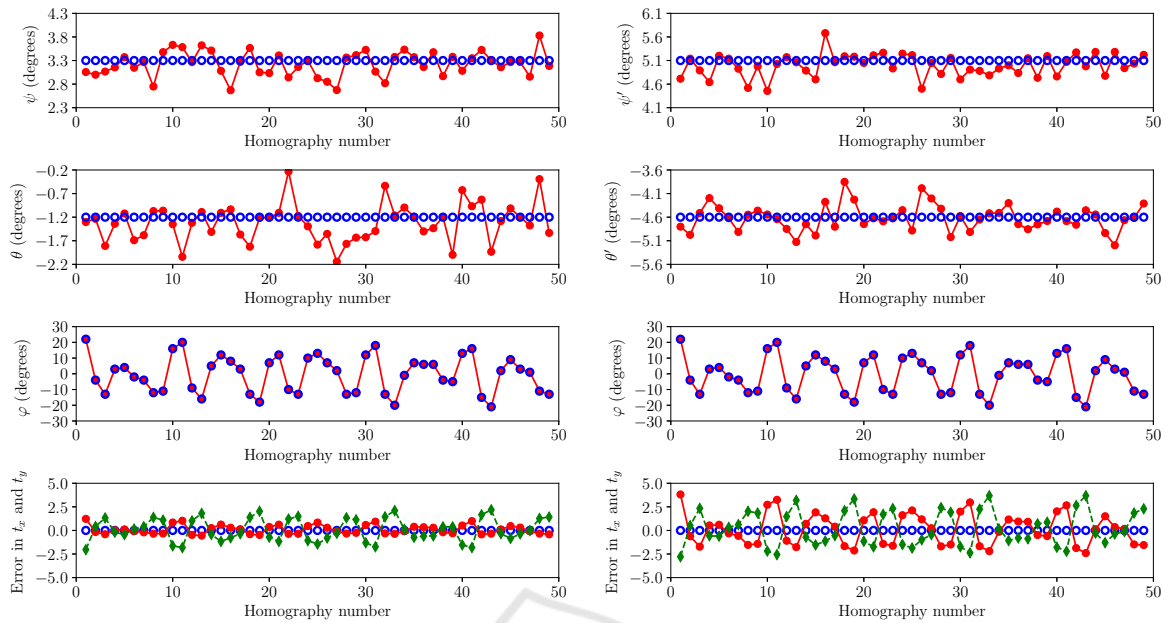 4.3
3.8
3.3
2.8
2.3
ψ (degrees)
0 10 20 30 40 50
Homography number
6.1
5.6
5.1
4.6
4.1
ψ′ (degrees)
0 10 20 30 40 50
Homography number
−0.2
−0.7
−1.2
−1.7
−2.2
θ (degrees)
0 10 20 30 40 50
Homography number
−3.6
−4.1
−4.6
−5.1
−5.6
θ′ (degrees)
0 10 20 30 40 50
Homography number
30
20
10
0
−10
−20
−30
φ (degrees)
0 10 20 30 40 50
Homography number
30
20
10
0
−10
−20
−30
φ (degrees)
0 10 20 30 40 50
Homography number
5.0
2.5
0.0
−2.5
−5.0
Error in tₓ and t_y
0 10 20 30 40 50
Homography number
5.0
2.5
0.0
−2.5
−5.0
Error in tₓ and t_y
0 10 20 30 40 50
Homography number